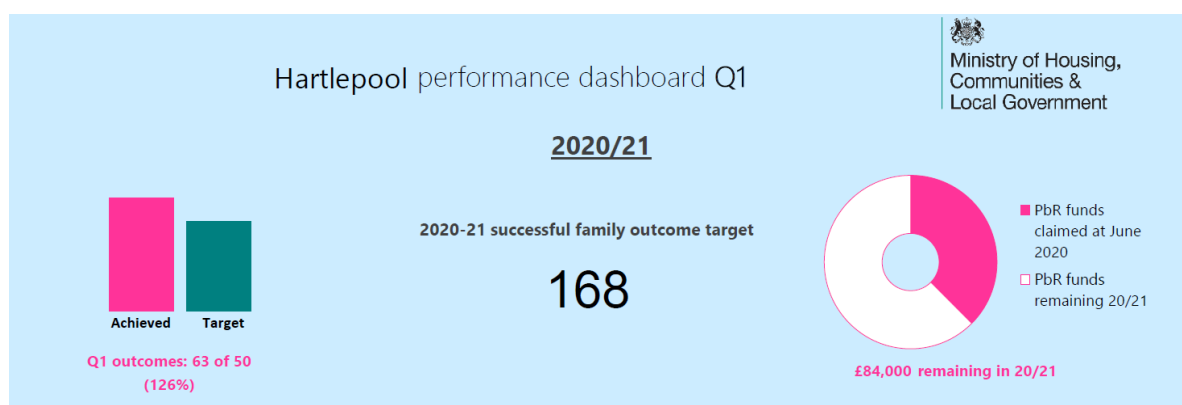 Ministry of Housing,
Communities &
Local Government
Hartlepool performance dashboard Q1
2020/21
Achieved Target
Q1 outcomes: 63 of 50
(126%)
2020-21 successful family outcome target
168
PbR funds
claimed at June
2020
PbR funds
remaining 20/21
£84,000 remaining in 20/21